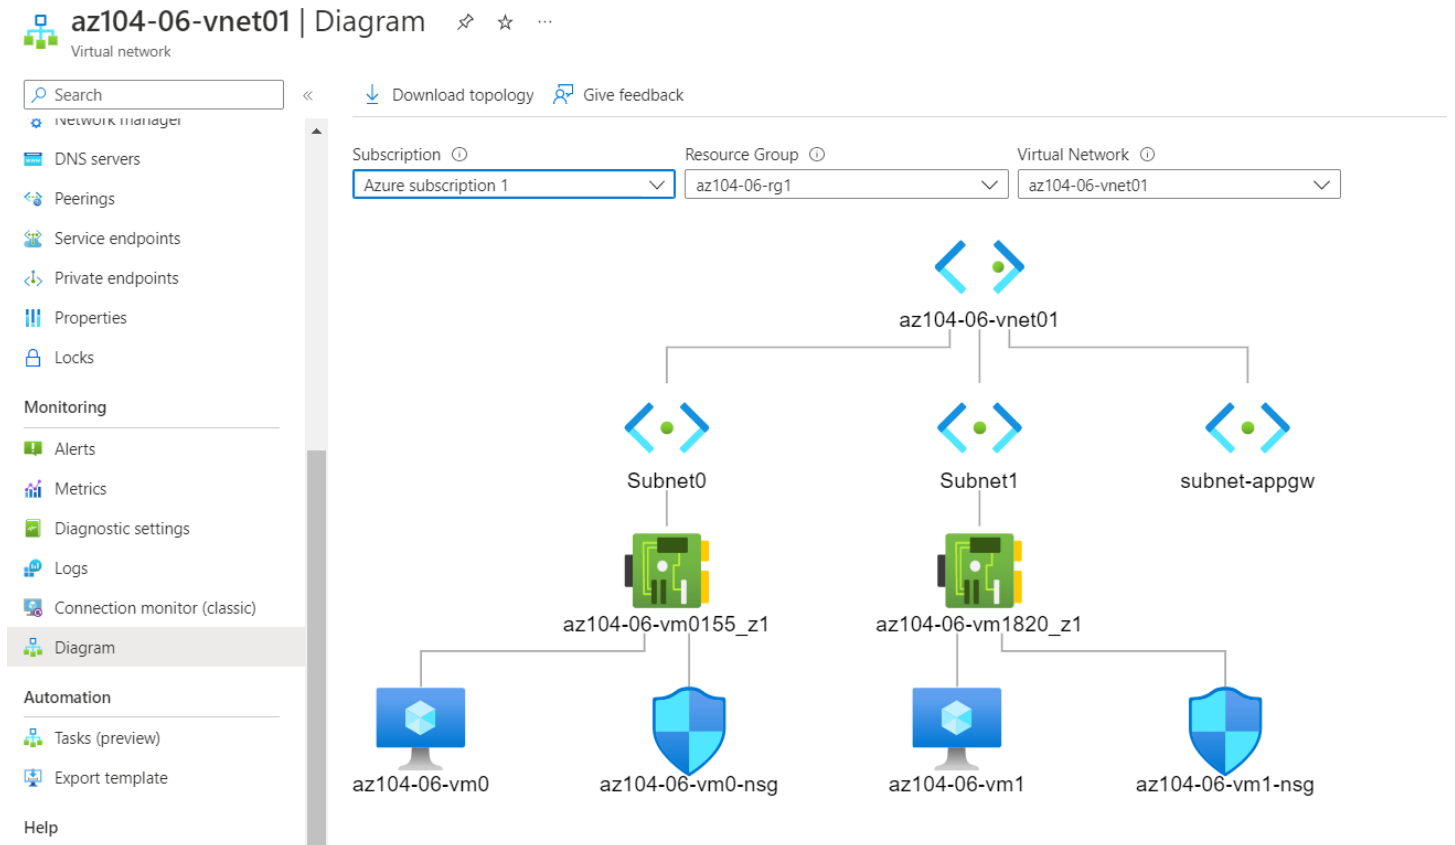 az104-06-vnet01 | Diagram
Virtual network
Search
Network manager
DNS servers
Peerings
Service endpoints
Private endpoints
Properties
Locks
Monitoring
Alerts
Metrics
Diagnostic settings
Logs
Connection monitor (classic)
Diagram
Automation
Tasks (preview)
Export template
Help
Download topology
Give feedback
Subscription
Resource Group
Virtual Network
Azure subscription 1
az104-06-rg1
az104-06-vnet01
az104-06-vnet01
Subnet0
Subnet1
subnet-appgw
az104-06-vm0155_z1
az104-06-vm1820_z1
az104-06-vm0
az104-06-vm0-nsg
az104-06-vm1
az104-06-vm1-nsg